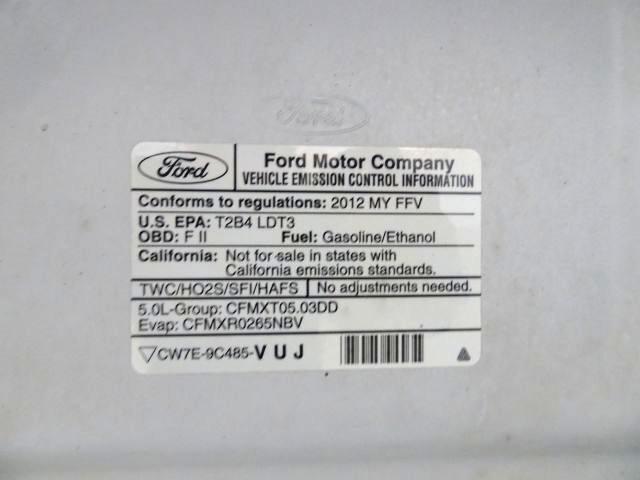 Ford
Ford
Ford Motor Company
VEHICLE EMISSION CONTROL INFORMATION
Conforms to regulations: 2012 MY FFV
U.S. EPA: T2B4 LDT3
OBD: F II Fuel: Gasoline/Ethanol
California: Not for sale in states with
California emissions standards.
TWC/HO2S/SFI/HAFS No adjustments needed.
5.0L-Group: CFMXT05.03DD
Evap: CFMXR0265NBV
CW7E-9C485-VUJ